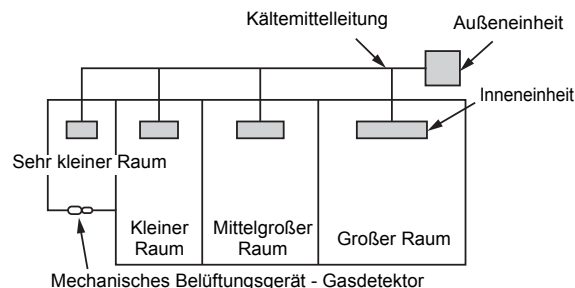 Kältemittelleitung
Außeneinheit
Inneneinheit
Sehr kleiner Raum
Kleiner
Raum
Mittelgroßer
Raum
Großer Raum
Mechanisches Belüftungsgerät - Gasdetektor